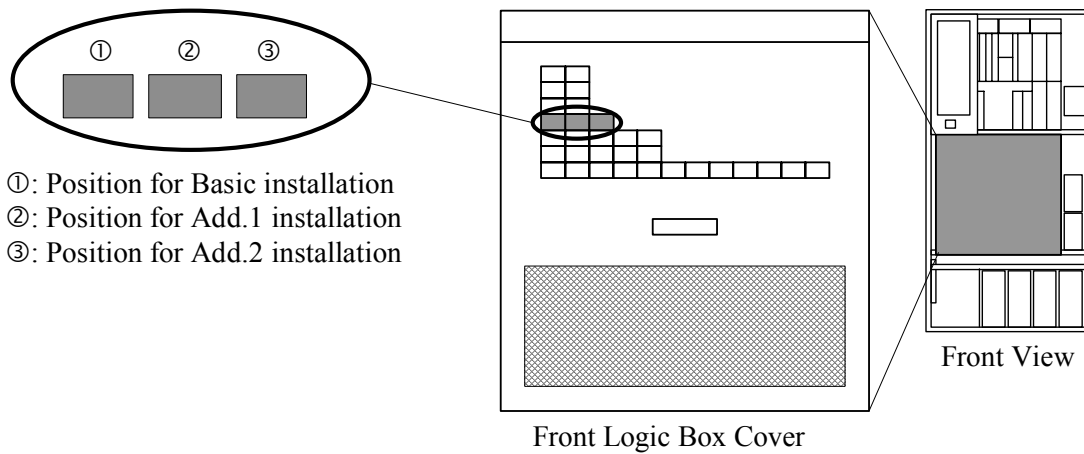 ① ② ③
①: Position for Basic installation
②: Position for Add.1 installation
③: Position for Add.2 installation
Front View
Front Logic Box Cover